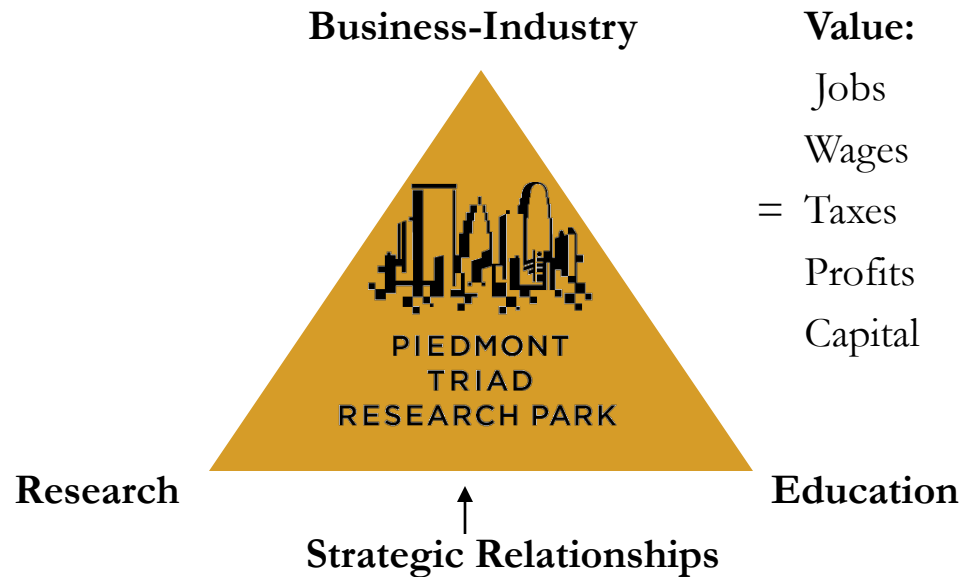 Business-Industry
Value:
Jobs
Wages
= Taxes
Profits
Capital
PIEDMONT
TRIAD
RESEARCH PARK
Research
Education
Strategic Relationships